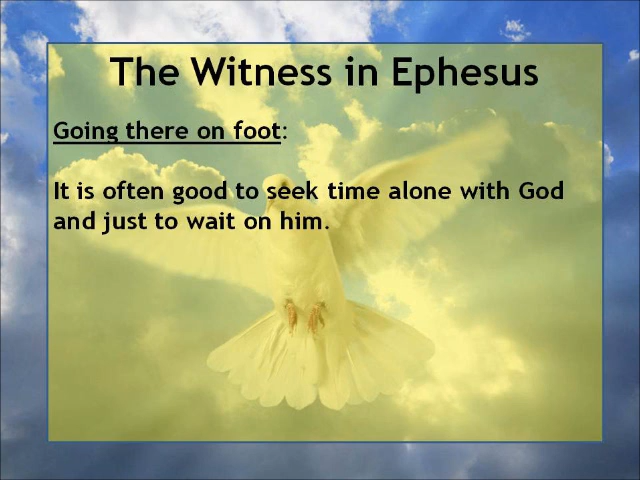 The Witness in Ephesus
Going there on foot:
It is often good to seek time alone with God
and just to wait on him.